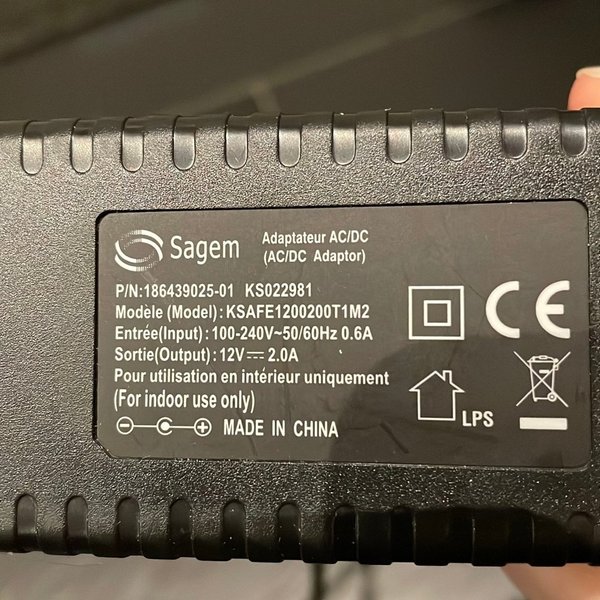 Sagem
Adaptateur AC/DC
(AC/DC Adaptor)
P/N:186439025-01 KS022981
Modèle (Model): KSAFE1200200T1M2
Entrée(Input): 100-240V~50/60Hz 0.6A
Sortie(Output): 12V⎓2.0A
Pour utilisation en intérieur uniquement
(For indoor use only)
MADE IN CHINA
CE
LPS